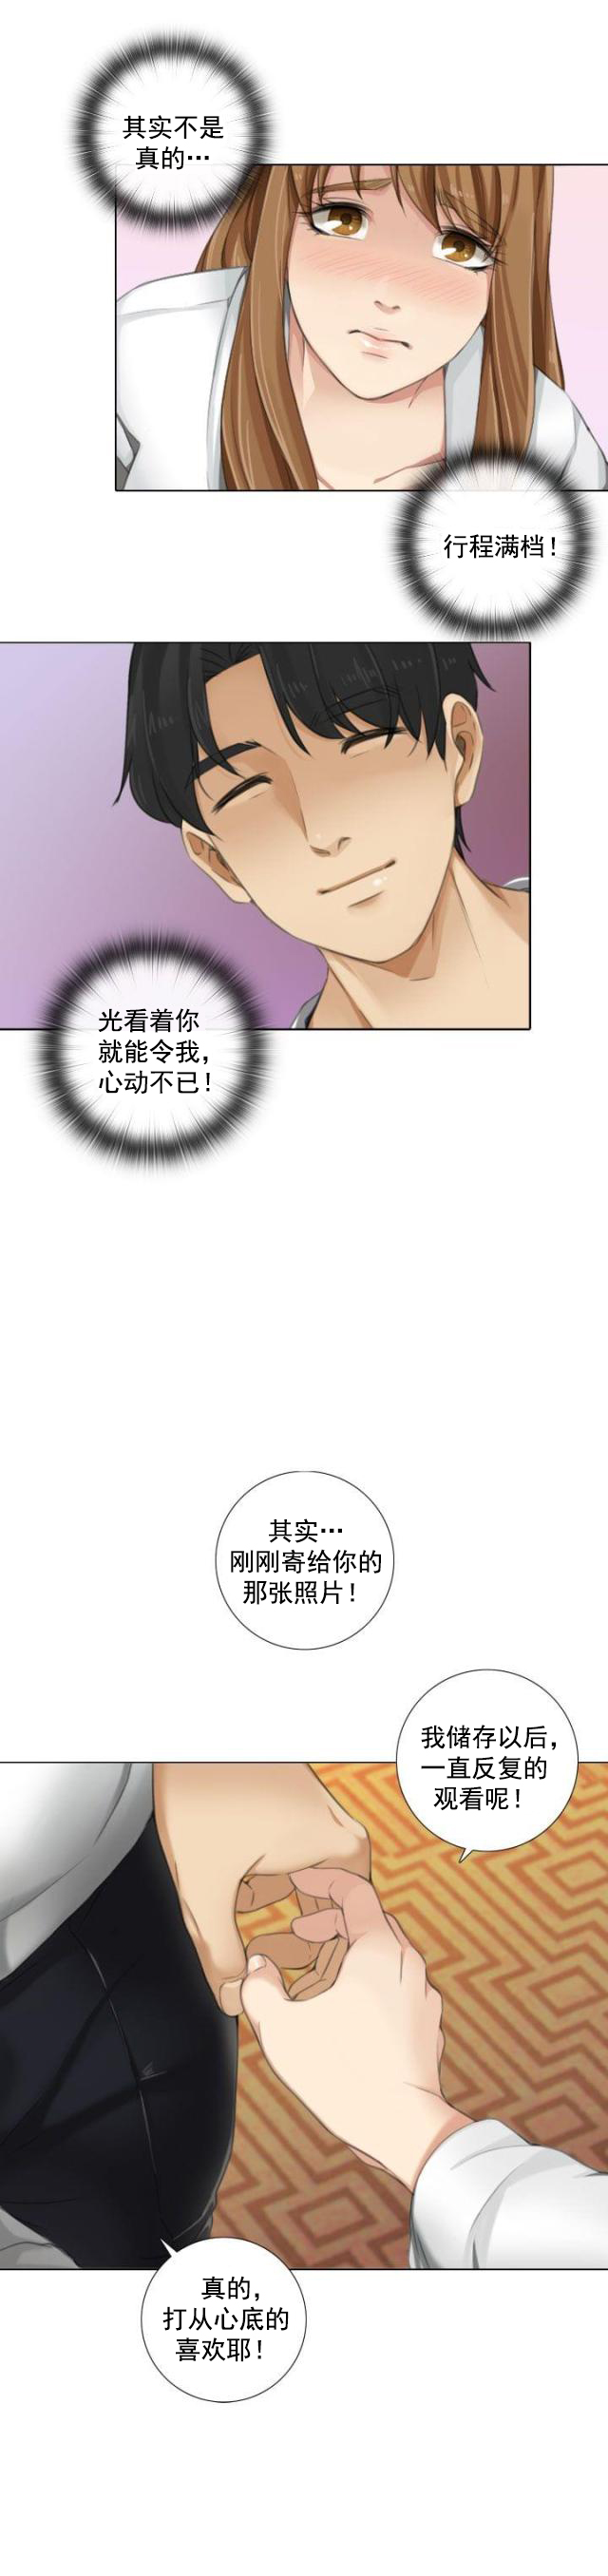 其实不是
真的…
行程满档！
光看着你
就能令我，
心动不已！
其实…
刚刚寄给你的
那张照片！
我储存以后，
一直反复的
观看呢！
真的，
打从心底的
喜欢耶！